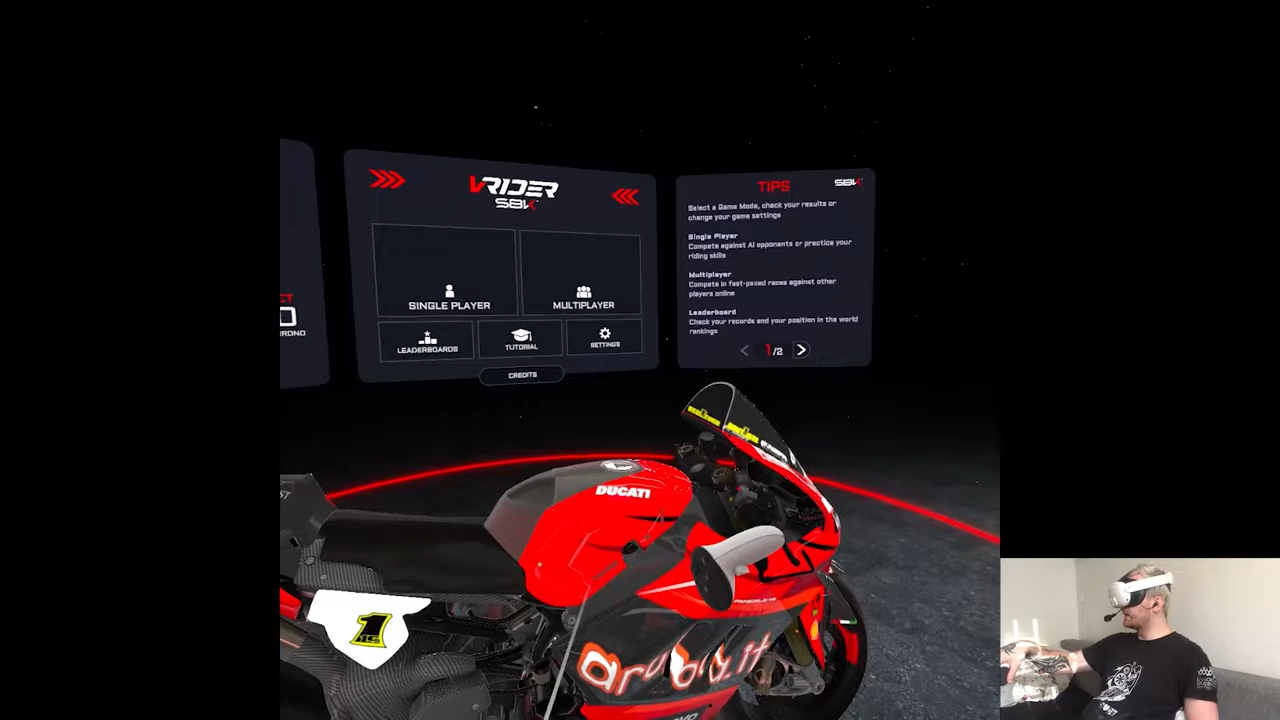 VRIDER
SBK
SINGLE PLAYER
MULTIPLAYER
LEADERBOARDS
TUTORIAL
SETTINGS
CREDITS
TIPS
SBK
Select a Game Mode, check your results or
change your game settings
Single Player
Compete against AI opponents or practice your
riding skills
Multiplayer
Compete in fast-paced races against other
players online
Leaderboard
Check your records and your position in the world
rankings
1/2
DUCATI
1
aruba.it